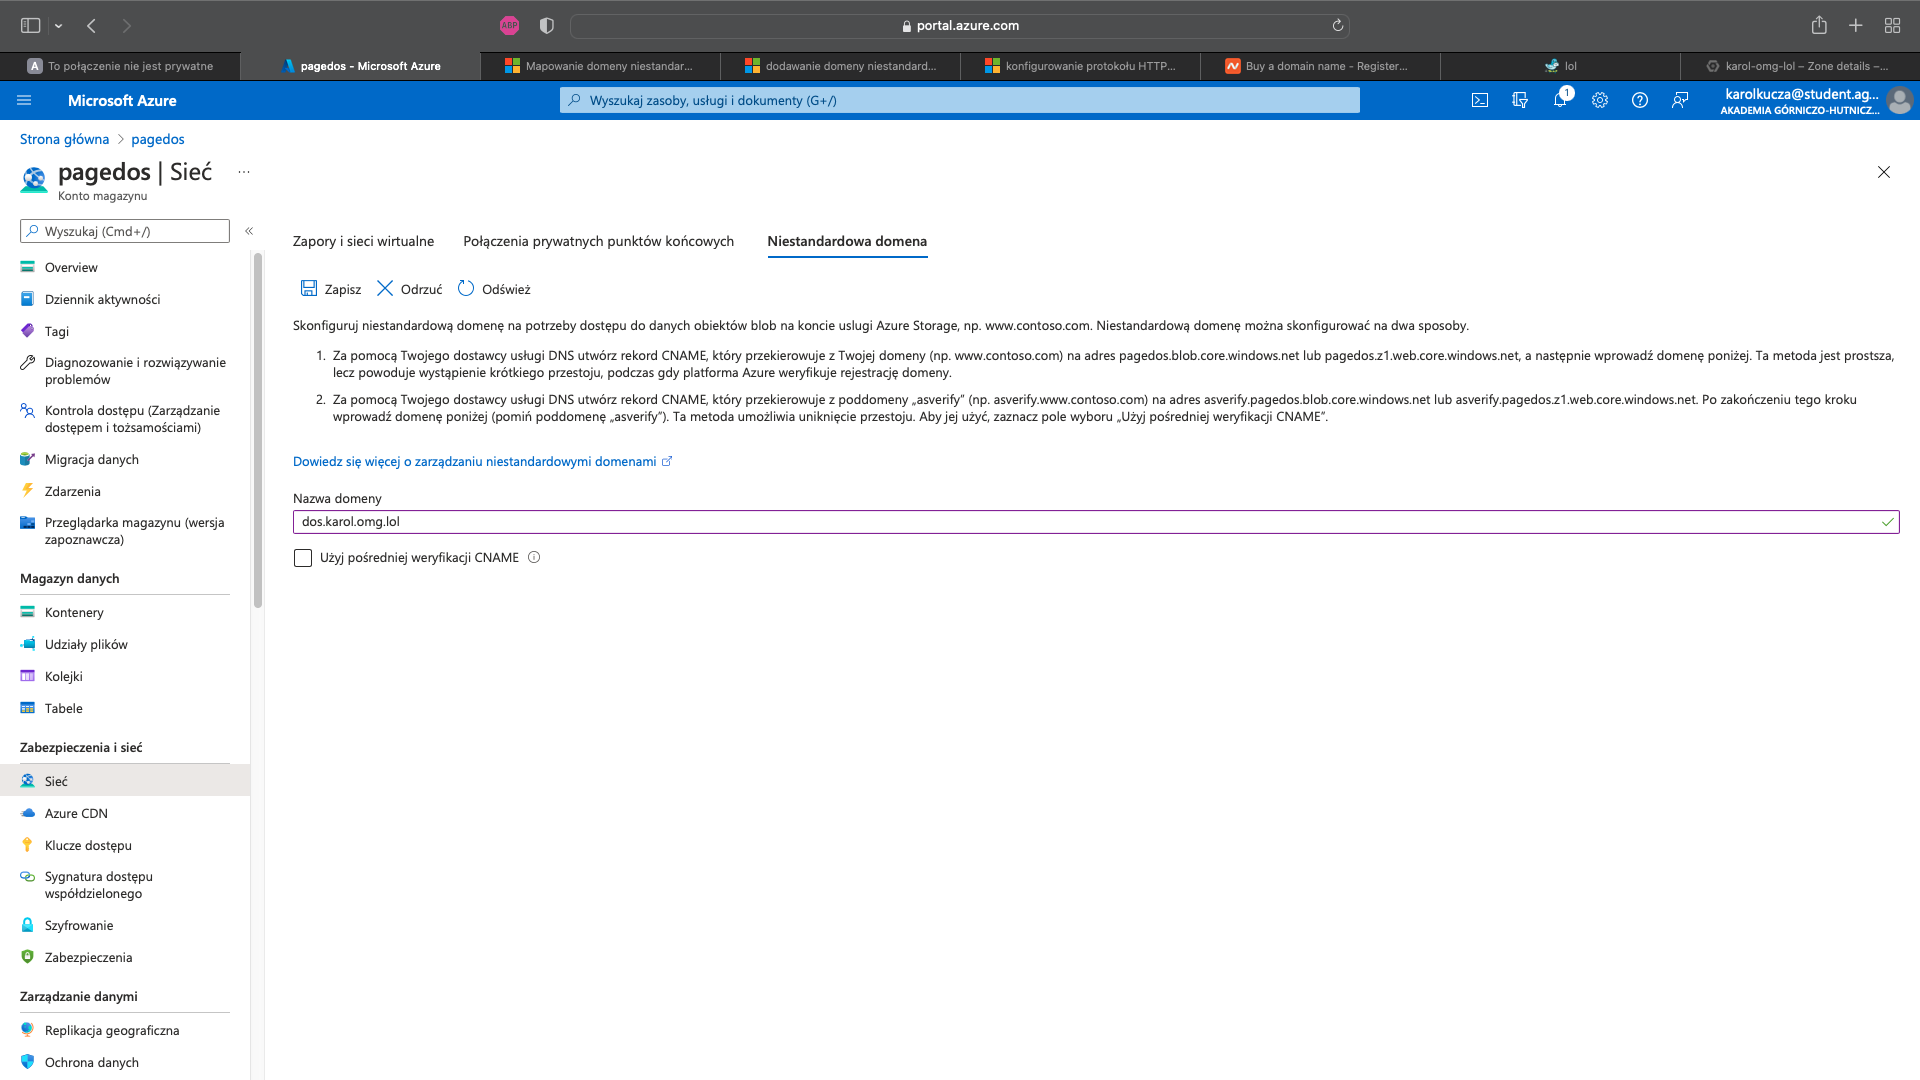 ABP
portal.azure.com
A To połączenie nie jest prywatne
pagedos - Microsoft Azure
Mapowanie domeny niestandar...
dodawanie domeny niestandard...
konfigurowanie protokołu HTTP...
Buy a domain name - Register...
lol
karol-omg-lol – Zone details –...
Microsoft Azure
Wyszukaj zasoby, usługi i dokumenty (G+/)
1
karolkucza@student.ag...
AKADEMIA GÓRNICZO-HUTNICZ...
Strona główna > pagedos
pagedos | Sieć ...
Konto magazynu
Wyszukaj (Cmd+/) «
Overview
Dziennik aktywności
Tagi
Diagnozowanie i rozwiązywanie
problemów
Kontrola dostępu (Zarządzanie
dostępem i tożsamościami)
Migracja danych
Zdarzenia
Przeglądarka magazynu (wersja
zapoznawcza)
Magazyn danych
Kontenery
Udziały plików
Kolejki
Tabele
Zabezpieczenia i sieć
Sieć
Azure CDN
Klucze dostępu
Sygnatura dostępu
współdzielonego
Szyfrowanie
Zabezpieczenia
Zarządzanie danymi
Replikacja geograficzna
Ochrona danych
Zapory i sieci wirtualne
Połączenia prywatnych punktów końcowych
Niestandardowa domena
Zapisz
Odrzuć
Odśwież
Skonfiguruj niestandardową domenę na potrzeby dostępu do danych obiektów blob na koncie uslugi Azure Storage, np. www.contoso.com. Niestandardową domenę można skonfigurować na dwa sposoby.
1. Za pomocą Twojego dostawcy usługi DNS utwórz rekord CNAME, który przekierowuje z Twojej domeny (np. www.contoso.com) na adres pagedos.blob.core.windows.net lub pagedos.z1.web.core.windows.net, a następnie wprowadź domenę poniżej. Ta metoda jest prostsza,
lecz powoduje wystąpienie krótkiego przestoju, podczas gdy platforma Azure weryfikuje rejestrację domeny.
2. Za pomocą Twojego dostawcy usługi DNS utwórz rekord CNAME, który przekierowuje z poddomeny „asverify” (np. asverify.www.contoso.com) na adres asverify.pagedos.blob.core.windows.net lub asverify.pagedos.z1.web.core.windows.net. Po zakończeniu tego kroku
wprowadź domenę poniżej (pomiń poddomenę „asverify”). Ta metoda umożliwia uniknięcie przestoju. Aby jej użyć, zaznacz pole wyboru „Użyj pośredniej weryfikacji CNAME”.
Dowiedz się więcej o zarządzaniu niestandardowymi domenami
Nazwa domeny
dos.karol.omg.lol
Użyj pośredniej weryfikacji CNAME